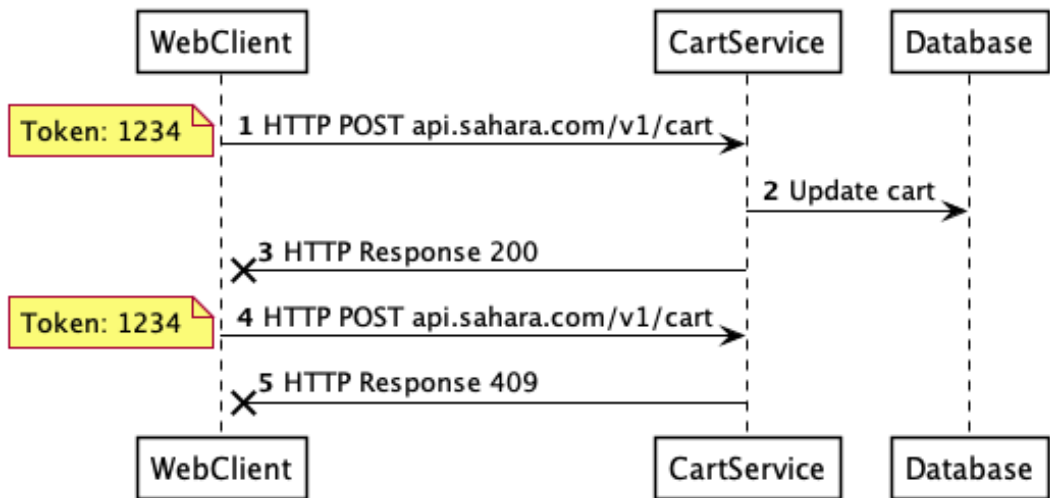 WebClient CartService Database
Token: 1234 1 HTTP POST api.sahara.com/v1/cart
2 Update cart
3 HTTP Response 200
Token: 1234 4 HTTP POST api.sahara.com/v1/cart
5 HTTP Response 409
WebClient CartService Database